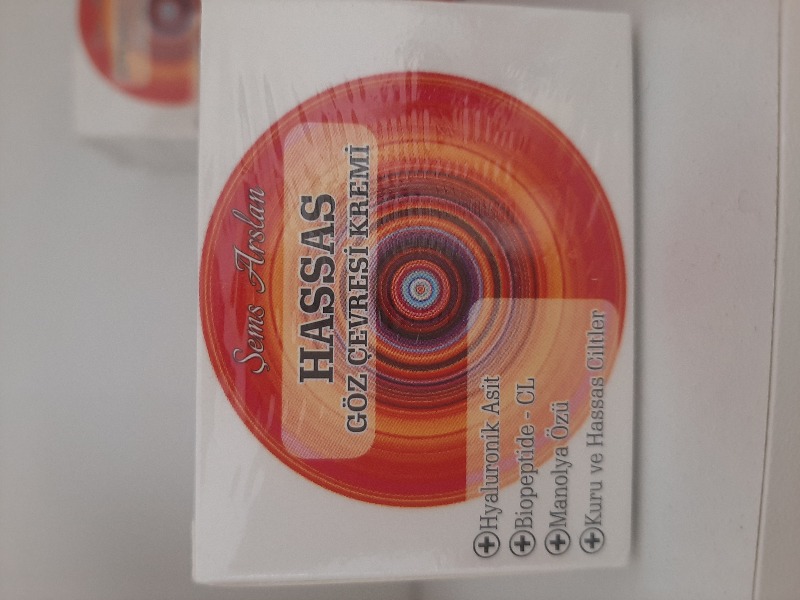 Şems Arslan
HASSAS
GÖZ ÇEVRESİ KREMİ
Hyaluronik Asit
Biopeptide - CL
Manolya Özü
Kuru ve Hassas Ciltler